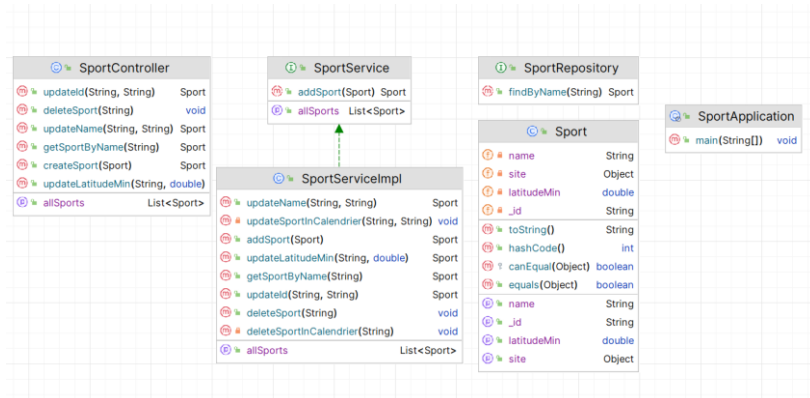 SportController
updateId(String, String) Sport
deleteSport(String) void
updateName(String, String) Sport
getSportByName(String) Sport
createSport(Sport) Sport
updateLatitudeMin(String, double)
allSports List<Sport>
SportService
addSport(Sport) Sport
allSports List<Sport>
SportServiceImpl
updateName(String, String) Sport
updateSportInCalendrier(String, String) void
addSport(Sport) Sport
updateLatitudeMin(String, double) Sport
getSportByName(String) Sport
updateId(String, String) Sport
deleteSport(String) void
deleteSportInCalendrier(String) void
allSports List<Sport>
SportRepository
findByName(String) Sport
Sport
name String
site Object
latitudeMin double
_id String
toString() String
hashCode() int
canEqual(Object) boolean
equals(Object) boolean
name String
_id String
latitudeMin double
site Object
SportApplication
main(String[]) void